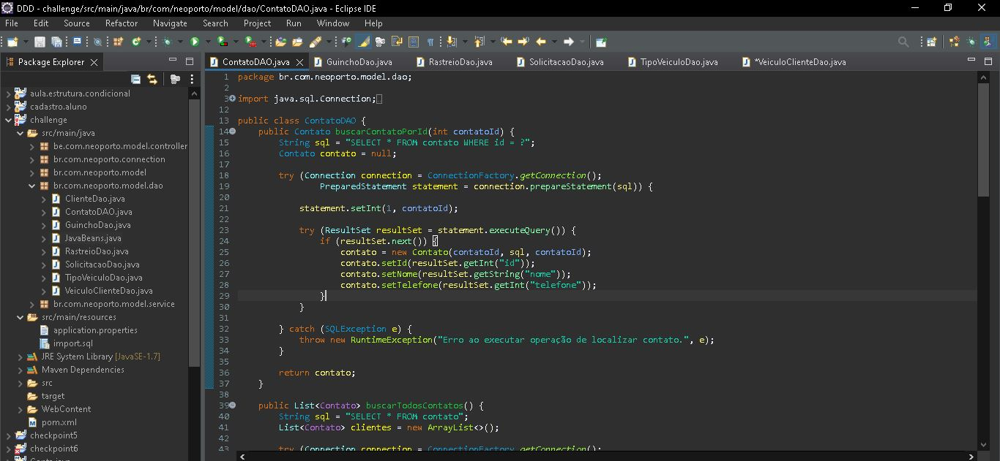 DDD - challenge/src/main/java/br/com/neoporto/model/dao/ContatoDAO.java - Eclipse IDE
File Edit Source Refactor Navigate Search Project Run Window Help
Package Explorer
aula.estrutura.condicional
cadastro.aluno
challenge
src/main/java
be.com.neoporto.model.controller
br.com.neoporto.connection
br.com.neoporto.model
br.com.neoporto.model.dao
ClienteDao.java
ContatoDAO.java
GuinchoDao.java
JavaBeans.java
RastreioDao.java
SolicitacaoDao.java
TipoVeiculoDao.java
VeiculoClienteDao.java
br.com.neoporto.model.service
src/main/resources
application.properties
import.sql
JRE System Library [JavaSE-1.7]
Maven Dependencies
src
target
WebContent
pom.xml
checkpoint5
checkpoint6
ContatoDAO.java GuinchoDao.java RastreioDao.java SolicitacaoDao.java TipoVeiculoDao.java *VeiculoClienteDao.java
1 package br.com.neoporto.model.dao;
2
3 import java.sql.Connection;
12
13 public class ContatoDAO {
14 public Contato buscarContatoPorId(int contatoId) {
15 String sql = "SELECT * FROM contato WHERE id = ?";
16 Contato contato = null;
17
18 try (Connection connection = ConnectionFactory.getConnection();
19 PreparedStatement statement = connection.prepareStatement(sql)) {
20
21 statement.setInt(1, contatoId);
22
23 try (ResultSet resultSet = statement.executeQuery()) {
24 if (resultSet.next()) {
25 contato = new Contato(contatoId, sql, contatoId);
26 contato.setId(resultSet.getInt("id"));
27 contato.setNome(resultSet.getString("nome"));
28 contato.setTelefone(resultSet.getInt("telefone"));
29 }
30 }
31
32 } catch (SQLException e) {
33 throw new RuntimeException("Erro ao executar operação de localizar contato.", e);
34 }
35
36 return contato;
37 }
38
39 public List<Contato> buscarTodosContatos() {
40 String sql = "SELECT * FROM contato";
41 List<Contato> clientes = new ArrayList<>();
42
43 try (Connection connection = ConnectionFactory.getConnection();